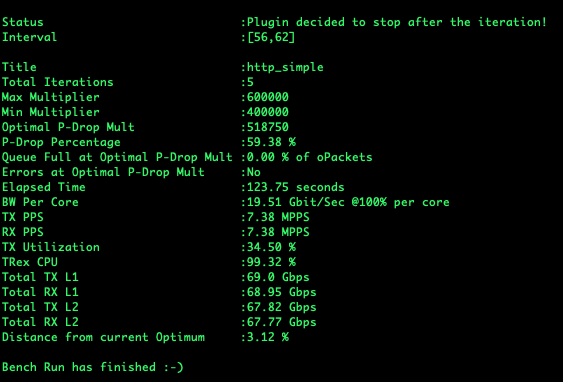 Status :Plugin decided to stop after the iteration!
Interval :[56,62]
Title :http_simple
Total Iterations :5
Max Multiplier :600000
Min Multiplier :400000
Optimal P-Drop Mult :518750
P-Drop Percentage :59.38 %
Queue Full at Optimal P-Drop Mult :0.00 % of oPackets
Errors at Optimal P-Drop Mult :No
Elapsed Time :123.75 seconds
BW Per Core :19.51 Gbit/Sec @100% per core
TX PPS :7.38 MPPS
RX PPS :7.38 MPPS
TX Utilization :34.50 %
TRex CPU :99.32 %
Total TX L1 :69.0 Gbps
Total RX L1 :68.95 Gbps
Total TX L2 :67.82 Gbps
Total RX L2 :67.77 Gbps
Distance from current Optimum :3.12 %
Bench Run has finished :-)